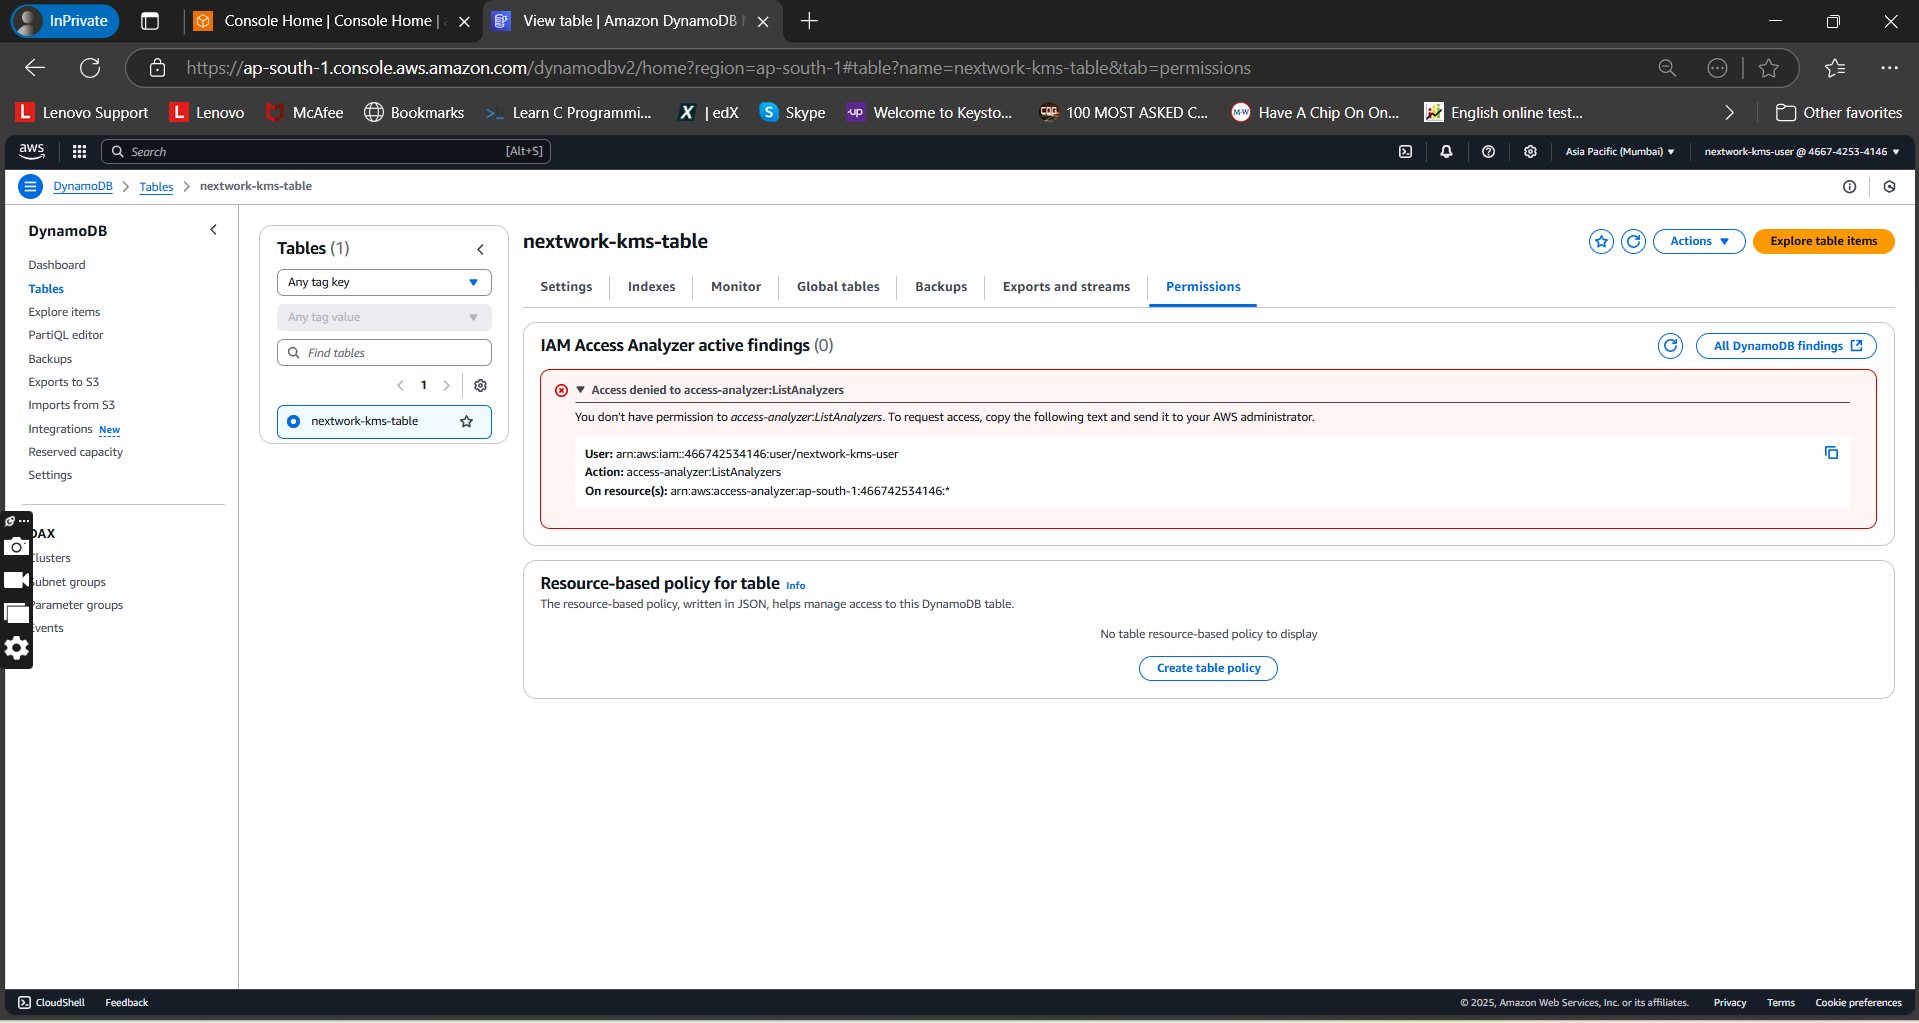 InPrivate
Console Home | Console Home |
View table | Amazon DynamoDB
https://ap-south-1.console.aws.amazon.com/dynamodbv2/home?region=ap-south-1#table?name=nextwork-kms-table&tab=permissions
Lenovo Support
Lenovo
McAfee
Bookmarks
Learn C Programmi...
| edX
Skype
Welcome to Keysto...
100 MOST ASKED C...
Have A Chip On On...
English online test...
Other favorites
aws
Search
[Alt+S]
Asia Pacific (Mumbai)
nextwork-kms-user @ 4667-4253-4146
DynamoDB
Tables
nextwork-kms-table
DynamoDB
Dashboard
Tables
Explore items
PartiQL editor
Backups
Exports to S3
Imports from S3
Integrations New
Reserved capacity
Settings
DAX
Clusters
Subnet groups
Parameter groups
Events
Tables (1)
Any tag key
Any tag value
Find tables
1
nextwork-kms-table
nextwork-kms-table
Actions
Explore table items
Settings
Indexes
Monitor
Global tables
Backups
Exports and streams
Permissions
IAM Access Analyzer active findings (0)
All DynamoDB findings
Access denied to access-analyzer:ListAnalyzers
You don't have permission to access-analyzer:ListAnalyzers. To request access, copy the following text and send it to your AWS administrator.
User: arn:aws:iam::466742534146:user/nextwork-kms-user
Action: access-analyzer:ListAnalyzers
On resource(s): arn:aws:access-analyzer:ap-south-1:466742534146:*
Resource-based policy for table Info
The resource-based policy, written in JSON, helps manage access to this DynamoDB table.
No table resource-based policy to display
Create table policy
CloudShell
Feedback
© 2025, Amazon Web Services, Inc. or its affiliates.
Privacy
Terms
Cookie preferences